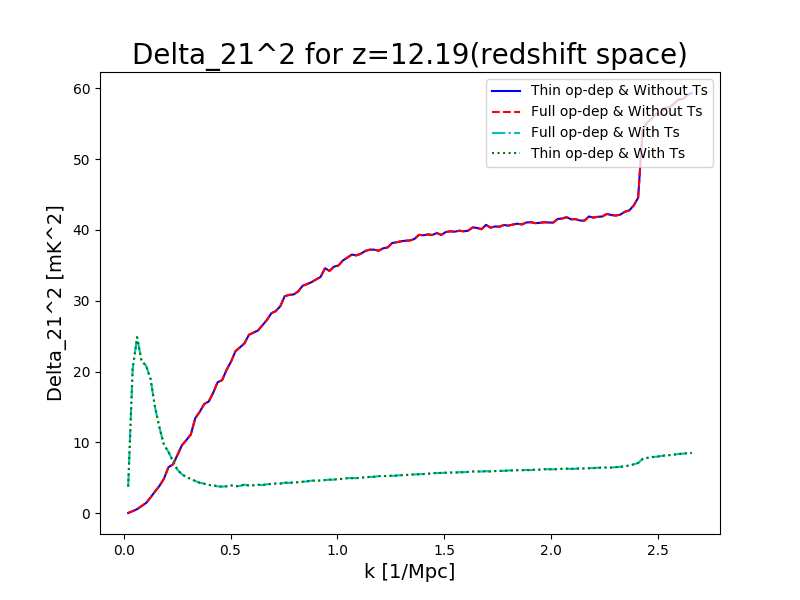 Delta_21^2 for z=12.19(redshift space)
Thin op-dep & Without Ts
Full op-dep & Without Ts
Full op-dep & With Ts
Thin op-dep & With Ts
Delta_21^2 [mK^2]
60
50
40
30
20
10
0
0.0 0.5 1.0 1.5 2.0 2.5
k [1/Mpc]